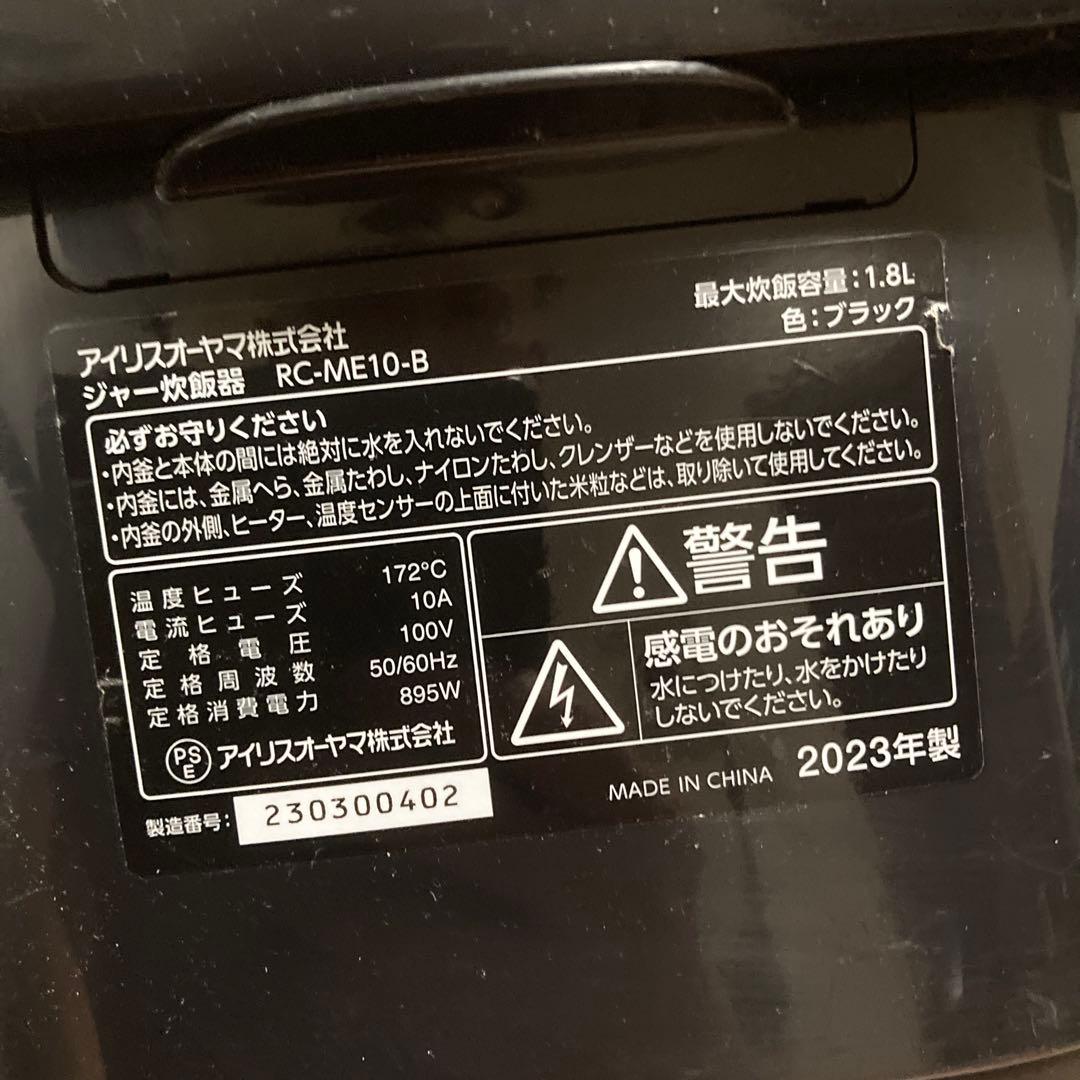 最大炊飯容量:1.8L
色:ブラック
アイリスオーヤマ株式会社
ジャー炊飯器 RC-ME10-B
必ずお守りください
・内釜と本体の間には絶対に水を入れないでください。
・内釜には、金属へら、金属たわし、ナイロンたわし、クレンザーなどを使用しないでください。
・内釜の外側、ヒーター、温度センサーの上面に付いた米粒などは、取り除いて使用してください。
温度ヒューズ 172℃
電流ヒューズ 10A
定格電圧 100V
定格周波数 50/60Hz
定格消費電力 895W
PSE アイリスオーヤマ株式会社
警告
感電のおそれあり
水につけたり、水をかけたり
しないでください。
製造番号: 230300402
MADE IN CHINA 2023年製